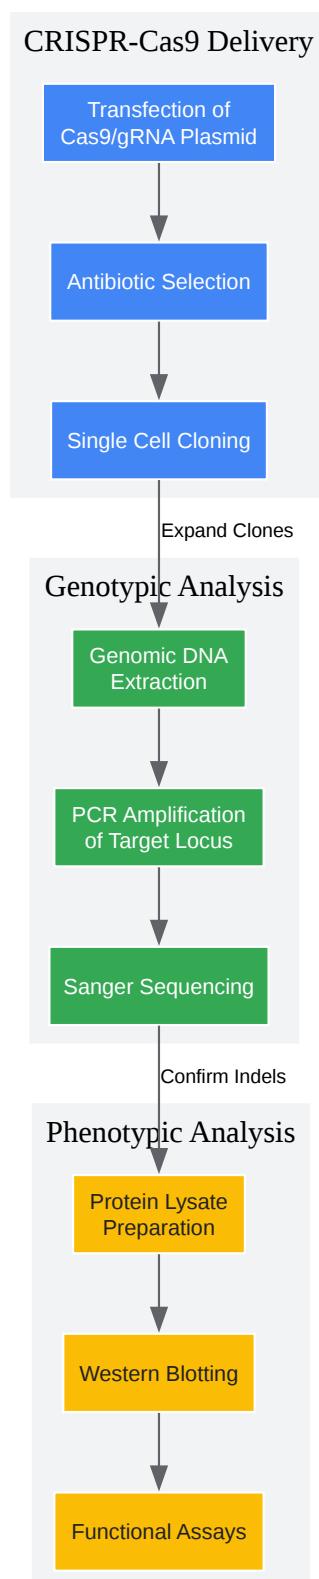 CRISPR-Cas9 Delivery
Transfection of
Cas9/gRNA Plasmid
Antibiotic Selection
Single Cell Cloning
Expand Clones
Genotypic Analysis
Genomic DNA
Extraction
PCR Amplification
of Target Locus
Sanger Sequencing
Confirm Indels
Phenotypic Analysis
Protein Lysate
Preparation
Western Blotting
Functional Assays